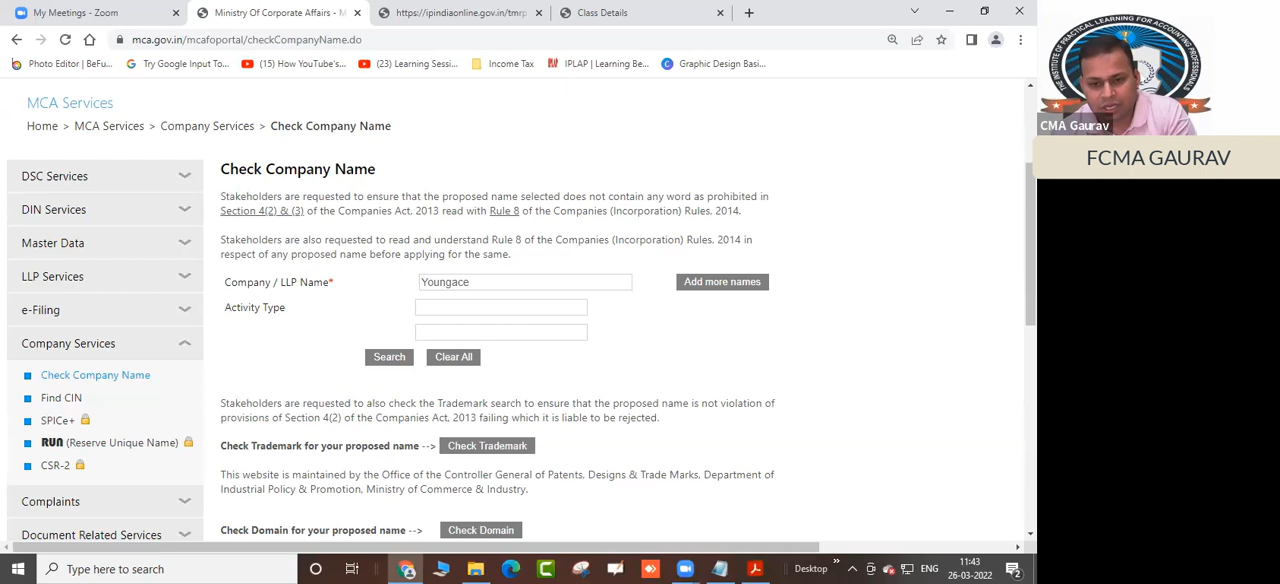 My Meetings - Zoom
Ministry Of Corporate Affairs - M
https://ipindiaonline.gov.in/tmrp
Class Details
mca.gov.in/mcafoportal/checkCompanyName.do
Photo Editor | BeFu...
Try Google Input To...
(15) How YouTube's...
(23) Learning Sessi...
Income Tax
IPLAP | Learning Be...
Graphic Design Basi...
THE INSTITUTE OF PRACTICAL LEARNING FOR ACCOUNTING PROFESSIONALS
CMA Gaurav
FCMA GAURAV
MCA Services
Home > MCA Services > Company Services > Check Company Name
DSC Services
DIN Services
Master Data
LLP Services
e-Filing
Company Services
Check Company Name
Find CIN
SPICe+
RUN (Reserve Unique Name)
CSR-2
Complaints
Document Related Services
Check Company Name
Stakeholders are requested to ensure that the proposed name selected does not contain any word as prohibited in
Section 4(2) & (3) of the Companies Act, 2013 read with Rule 8 of the Companies (Incorporation) Rules, 2014.
Stakeholders are also requested to read and understand Rule 8 of the Companies (Incorporation) Rules, 2014 in
respect of any proposed name before applying for the same.
Company / LLP Name* Youngace Add more names
Activity Type
Search Clear All
Stakeholders are requested to also check the Trademark search to ensure that the proposed name is not violation of
provisions of Section 4(2) of the Companies Act, 2013 failing which it is liable to be rejected.
Check Trademark for your proposed name --> Check Trademark
This website is maintained by the Office of the Controller General of Patents, Designs & Trade Marks, Department of
Industrial Policy & Promotion, Ministry of Commerce & Industry.
Check Domain for your proposed name --> Check Domain
Type here to search
Desktop
ENG
11:43
26-03-2022
2